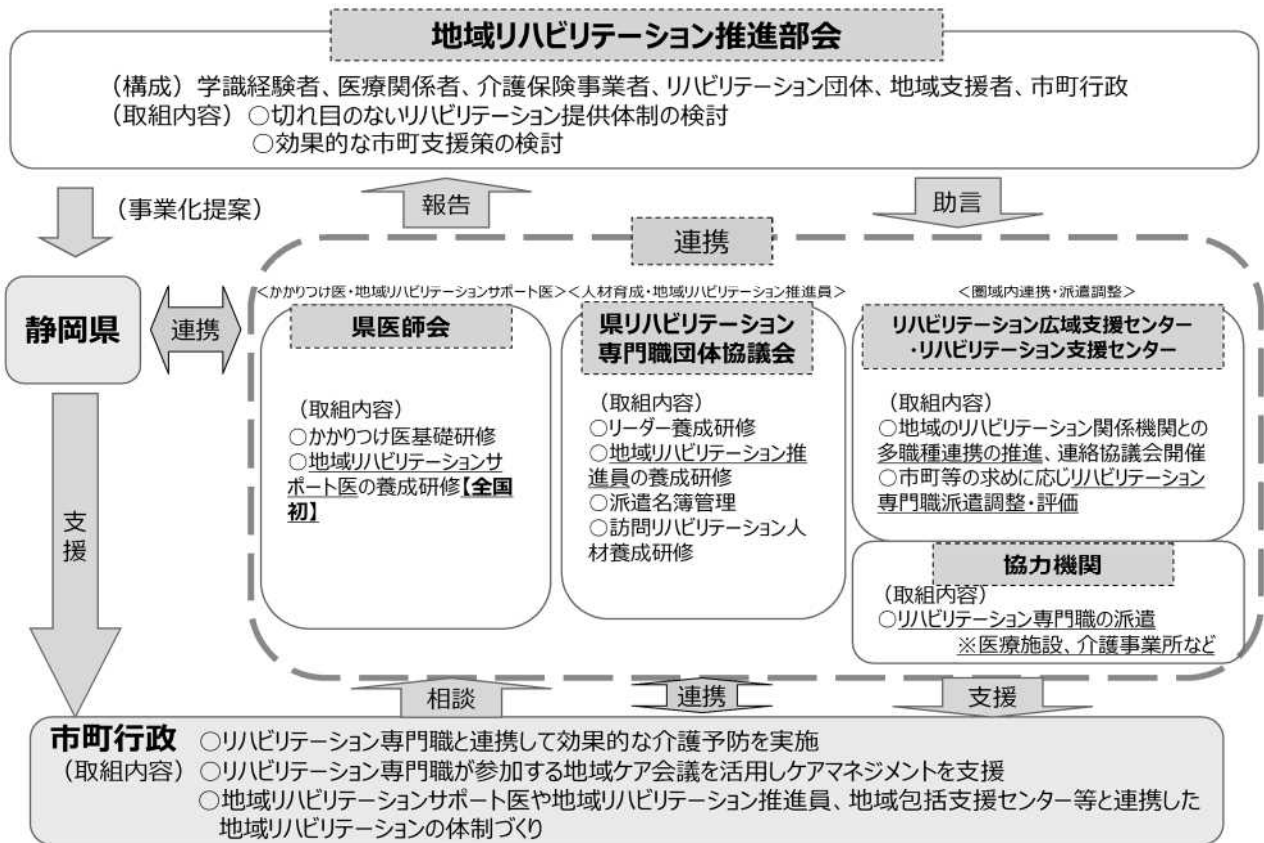 地域リハビリテーション推進部会
（構成）学識経験者、医療関係者、介護保険事業者、リハビリテーション団体、地域支援者、市町行政
（取組内容）○切れ目のないリハビリテーション提供体制の検討
○効果的な市町支援策の検討
（事業化提案）
報告
助言
連携
静岡県
連携
＜かかりつけ医・地域リハビリテーションサポート医＞
県医師会
（取組内容）
○かかりつけ医基礎研修
○地域リハビリテーションサ
ポート医の養成研修【全国
初】
＜人材育成・地域リハビリテーション推進員＞
県リハビリテーション
専門職団体協議会
（取組内容）
○リーダー養成研修
○地域リハビリテーション推
進員の養成研修
○派遣名簿管理
○訪問リハビリテーション人
材養成研修
＜圏域内連携・派遣調整＞
リハビリテーション広域支援センター
・リハビリテーション支援センター
（取組内容）
○地域のリハビリテーション関係機関との
多職種連携の推進、連絡協議会開催
○市町等の求めに応じリハビリテーション
専門職派遣調整・評価
協力機関
（取組内容）
○リハビリテーション専門職の派遣
※医療施設、介護事業所など
支援
相談
連携
支援
市町行政 ○リハビリテーション専門職と連携して効果的な介護予防を実施
（取組内容）○リハビリテーション専門職が参加する地域ケア会議を活用しケアマネジメントを支援
○地域リハビリテーションサポート医や地域リハビリテーション推進員、地域包括支援センター等と連携した
地域リハビリテーションの体制づくり